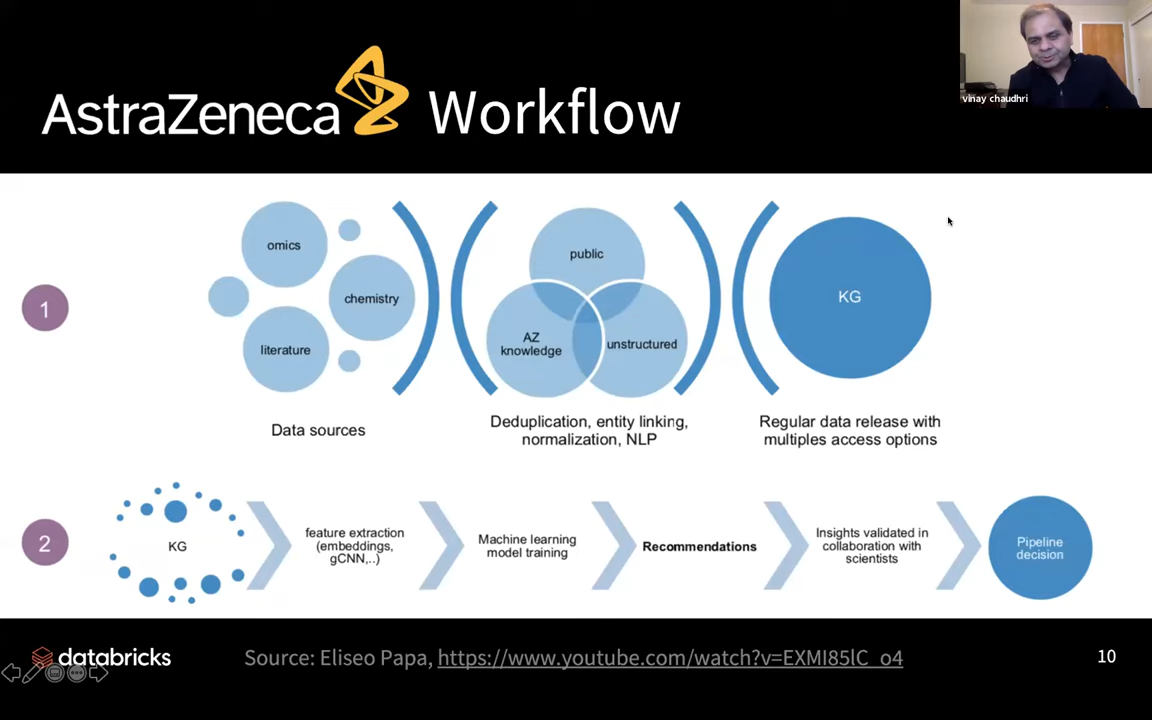 AstraZeneca Workflow
vinay chaudhri
1
omics
chemistry
literature
Data sources
public
AZ
knowledge
unstructured
Deduplication, entity linking,
normalization, NLP
KG
Regular data release with
multiples access options
2
KG
feature extraction
(embeddings,
gCNN,..)
Machine learning
model training
Recommendations
Insights validated in
collaboration with
scientists
Pipeline
decision
databricks
Source: Eliseo Papa, https://www.youtube.com/watch?v=EXMI85lC_o4
10